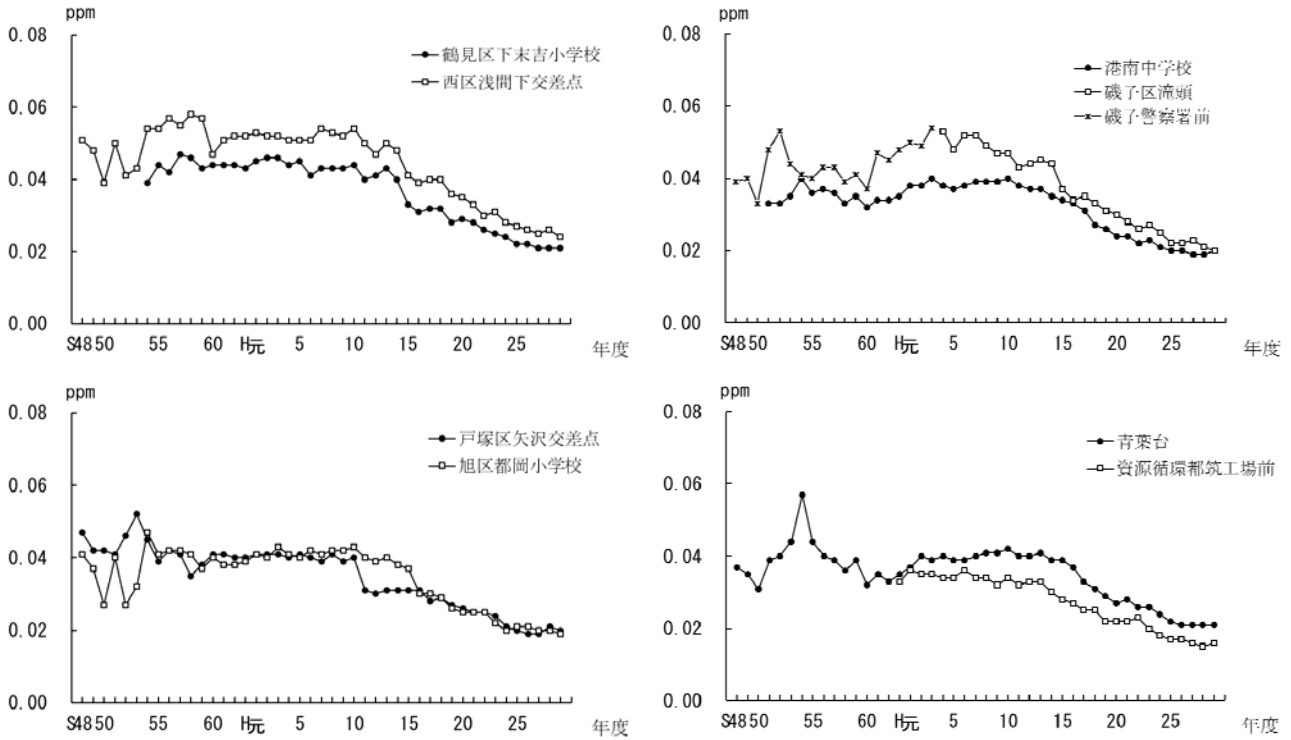 ppm
0.08
0.06
0.04
0.02
0.00
鶴見区下末吉小学校
西区浅間下交差点
S48 50 55 60 H元 5 10 15 20 25 年度
ppm
0.08
0.06
0.04
0.02
0.00
港南中学校
磯子区滝頭
磯子警察署前
S48 50 55 60 H元 5 10 15 20 25 年度
ppm
0.08
0.06
0.04
0.02
0.00
戸塚区矢沢交差点
旭区都岡小学校
S48 50 55 60 H元 5 10 15 20 25 年度
ppm
0.08
0.06
0.04
0.02
0.00
青葉台
資源循環都筑工場前
S48 50 55 60 H元 5 10 15 20 25 年度